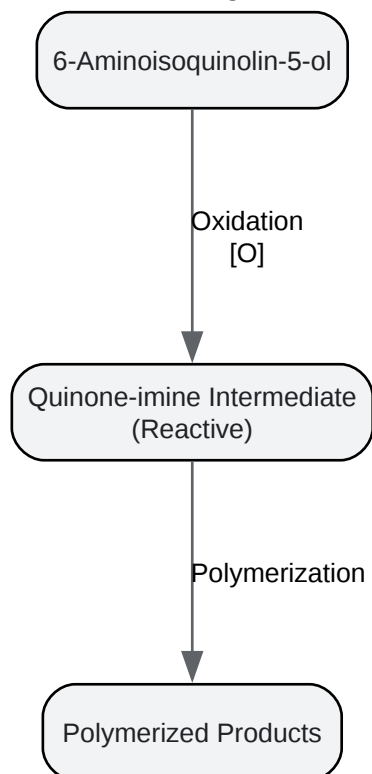 6-Aminoisoquinolin-5-ol
Oxidation
[O]
Quinone-imine Intermediate
(Reactive)
Polymerization
Polymerized Products